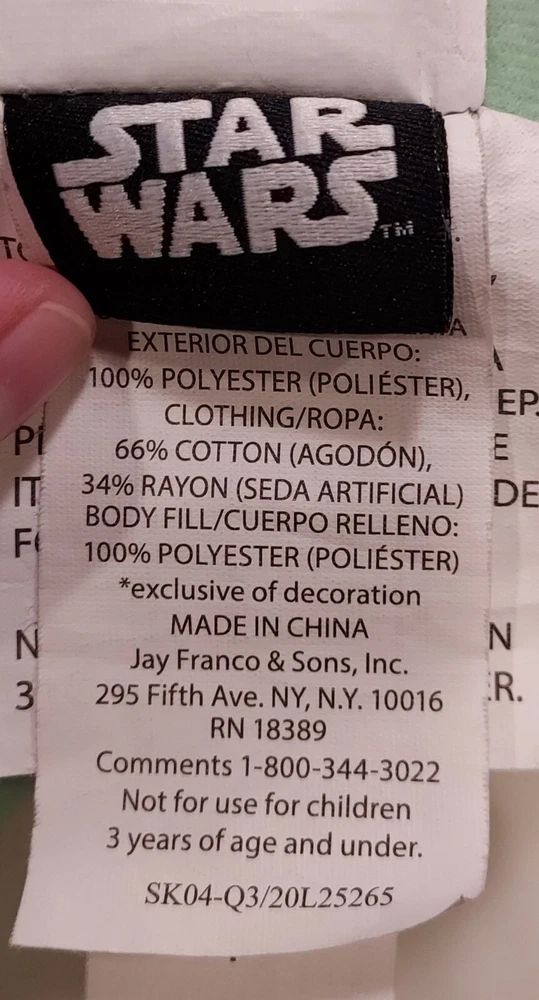 STAR
WARS™
EXTERIOR DEL CUERPO:
100% POLYESTER (POLIÉSTER),
CLOTHING/ROPA:
66% COTTON (AGODÓN),
34% RAYON (SEDA ARTIFICIAL)
BODY FILL/CUERPO RELLENO:
100% POLYESTER (POLIÉSTER)
*exclusive of decoration
MADE IN CHINA
Jay Franco & Sons, Inc.
295 Fifth Ave. NY, N.Y. 10016
RN 18389
Comments 1-800-344-3022
Not for use for children
3 years of age and under.
SK04-Q3/20L25265